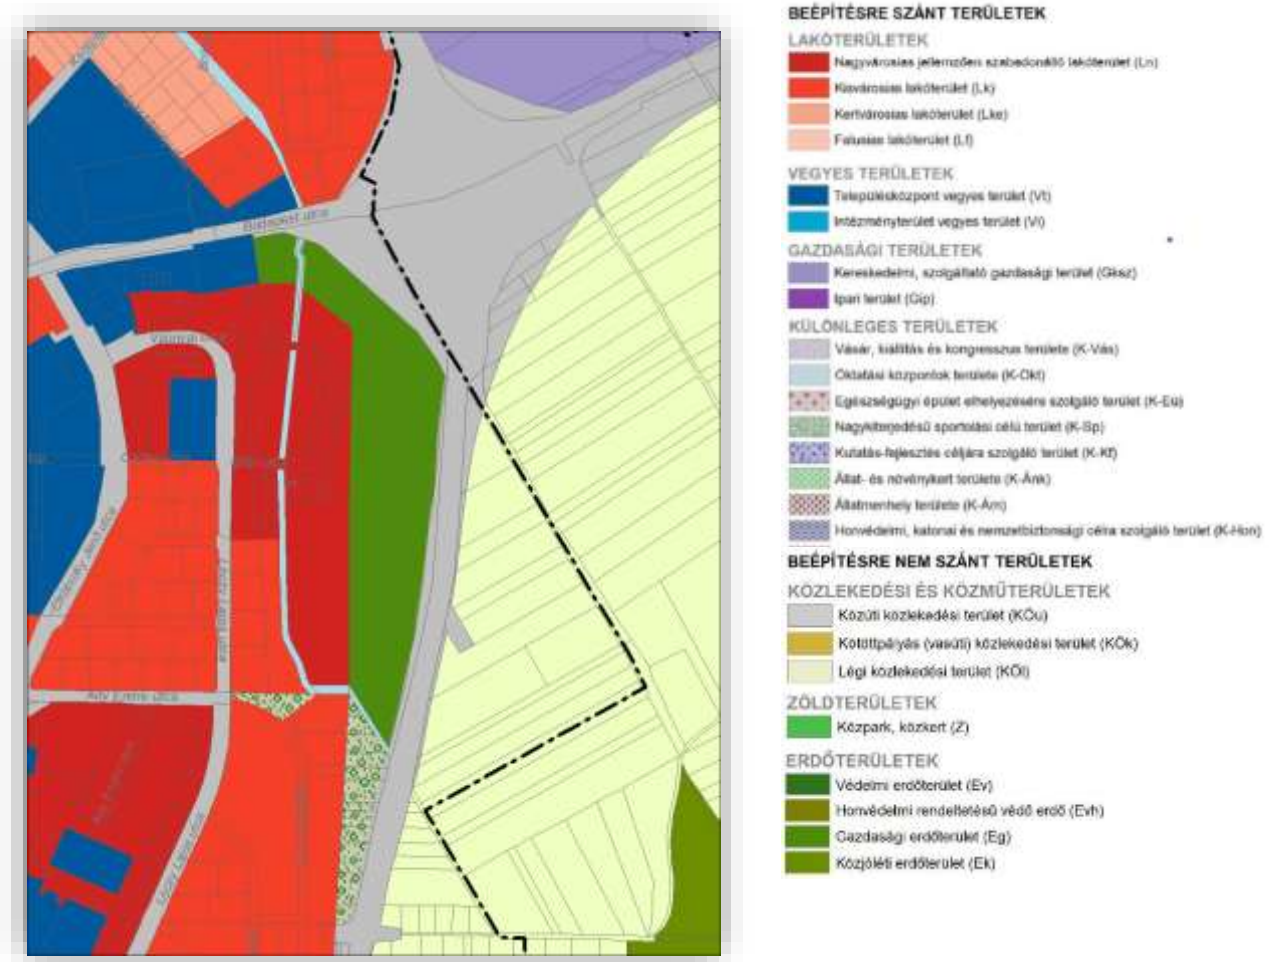 Budapest utca
Ady Endre utca
BEÉPÍTÉSRE SZÁNT TERÜLETEK
LAKÓTERÜLETEK
Nagyvárosias jellemzően szabadonálló lakóterület (Ln)
Kisvárosias lakóterület (Lk)
Kertvárosias lakóterület (Lke)
Falusias lakóterület (Lf)
VEGYES TERÜLETEK
Településközpont vegyes terület (Vt)
Intézményterület vegyes terület (Vi)
GAZDASÁGI TERÜLETEK
Kereskedelmi, szolgáltató gazdasági terület (Gksz)
Ipari terület (Gip)
KÜLÖNLEGES TERÜLETEK
Vásár, kiállítás és kongresszus területe (K-Vás)
Oktatási központok területe (K-Okt)
Egészségügyi épület elhelyezésére szolgáló terület (K-Eü)
Nagykiterjedésű sportolási célú terület (K-Sp)
Kutatás-fejlesztés céljára szolgáló terület (K-Kf)
Állat- és növénykert területe (K-Ánk)
Állatmenhely területe (K-Ám)
Honvédelmi, katonai és nemzetbiztonsági célra szolgáló terület (K-Hon)
BEÉPÍTÉSRE NEM SZÁNT TERÜLETEK
KÖZLEKEDÉSI ÉS KÖZMŰTERÜLETEK
Közúti közlekedési terület (KÖu)
Kötöttpályás (vasúti) közlekedési terület (KÖk)
Légi közlekedési terület (KÖl)
ZÖLDTERÜLETEK
Közpark, közkert (Z)
ERDŐTERÜLETEK
Védelmi erdőterület (Ev)
Honvédelmi rendeltetésű védő erdő (Evh)
Gazdasági erdőterület (Eg)
Közjóléti erdőterület (Ek)